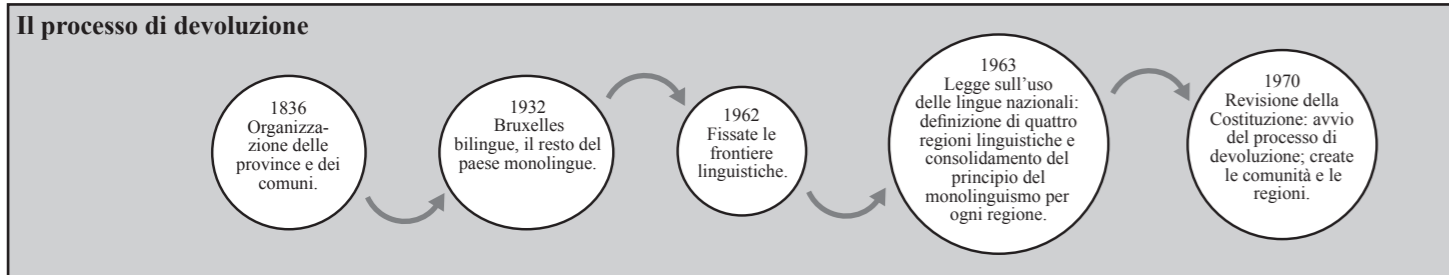 Il processo di devoluzione
1836
Organizza-
zione delle
province e dei
comuni.
1932
Bruxelles
bilingue, il resto del
paese monolingue.
1962
Fissate le
frontiere
linguistiche.
1963
Legge sull’uso
delle lingue nazionali:
definizione di quattro
regioni linguistiche e
consolidamento del
principio del
monolinguismo per
ogni regione.
1970
Revisione della
Costituzione: avvio
del processo di
devoluzione; create
le comunità e le
regioni.